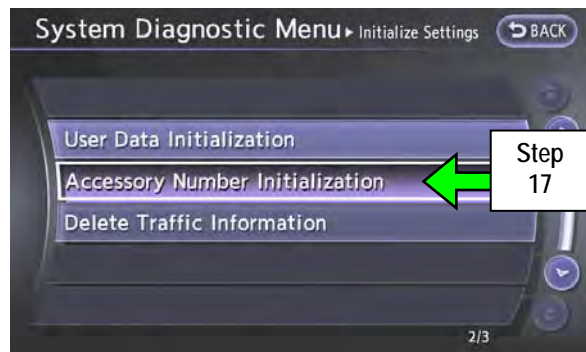 System Diagnostic Menu ▸ Initialize Settings
BACK
User Data Initialization
Step
17
Accessory Number Initialization
Delete Traffic Information
2/3